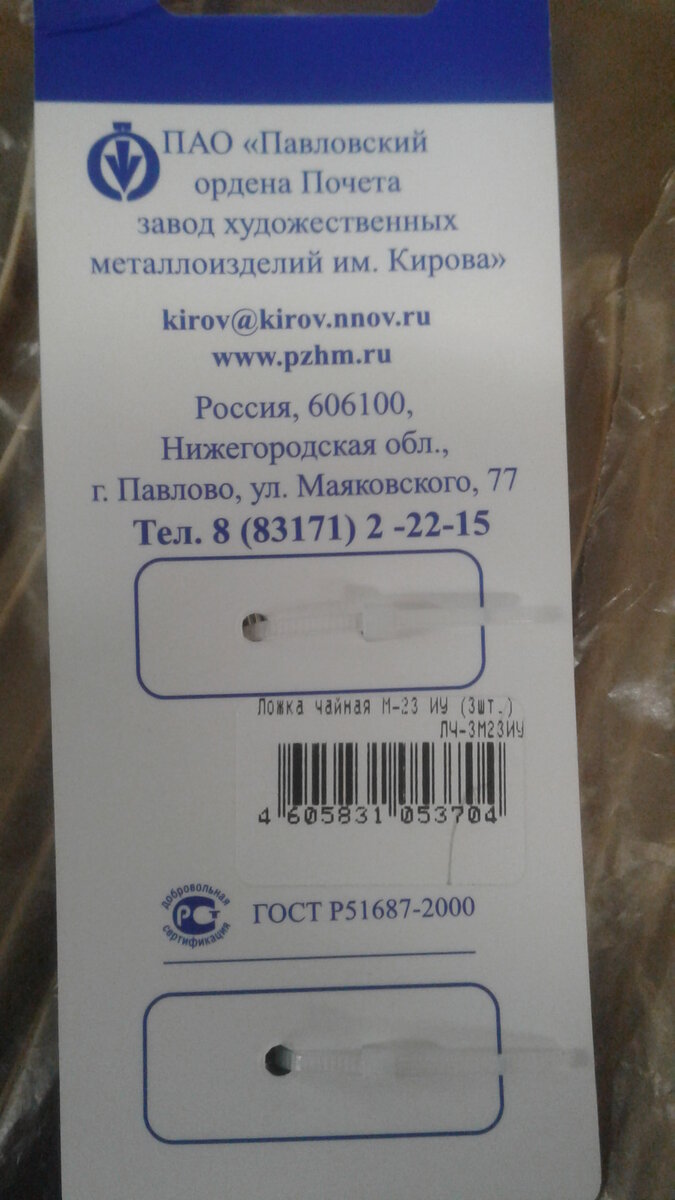 ПАО «Павловский
ордена Почета
завод художественных
металлоизделий им. Кирова»
kirov@kirov.nnov.ru
www.pzhm.ru
Россия, 606100,
Нижегородская обл.,
г. Павлово, ул. Маяковского, 77
Тел. 8 (83171) 2 -22-15
Ложка чайная М-23 ИУ (3шт.)
ЛЧ-3М23ИУ
4 605831 053704
добровольная
РСТ
сертификация
ГОСТ Р51687-2000